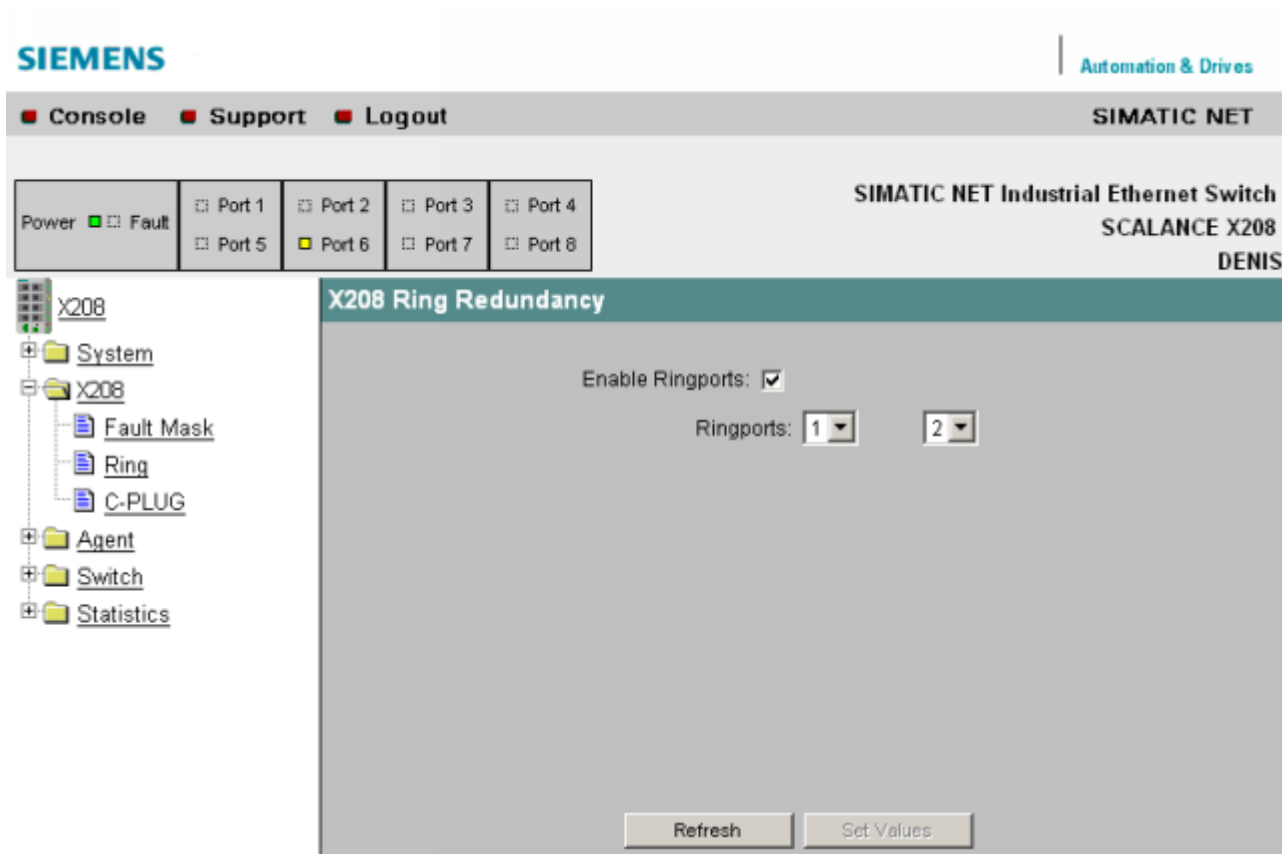 SIEMENS
Automation & Drives
Console Support Logout SIMATIC NET
Power Fault Port 1 Port 2 Port 3 Port 4
Port 5 Port 6 Port 7 Port 8
SIMATIC NET Industrial Ethernet Switch
SCALANCE X208
DENIS
X208
System
X208
Fault Mask
Ring
C-PLUG
Agent
Switch
Statistics
X208 Ring Redundancy
Enable Ringports:
Ringports: 1 2
Refresh Set Values